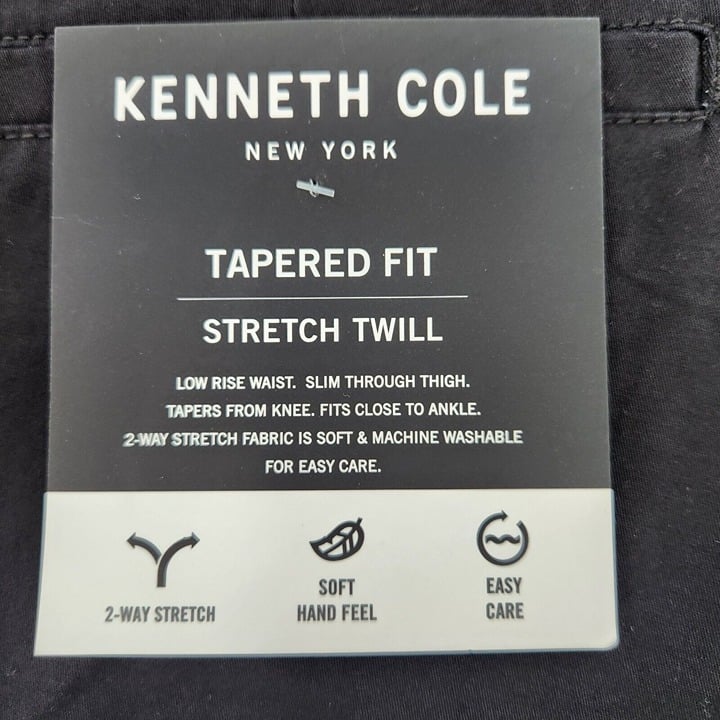 KENNETH COLE
NEW YORK
TAPERED FIT
STRETCH TWILL
LOW RISE WAIST. SLIM THROUGH THIGH.
TAPERS FROM KNEE. FITS CLOSE TO ANKLE.
2-WAY STRETCH FABRIC IS SOFT & MACHINE WASHABLE
FOR EASY CARE.
2-WAY STRETCH
SOFT
HAND FEEL
EASY
CARE